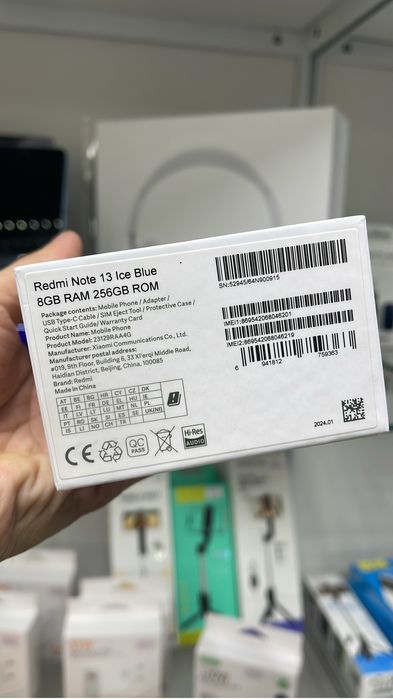 Redmi Note 13 Ice Blue
8GB RAM 256GB ROM
Package contents: Mobile Phone / Adapter /
USB Type-C Cable / SIM Eject Tool / Protective Case /
Quick Start Guide/ Warranty Card
Product Name: Mobile Phone
Product Model: 23129RAA4G
Manufacturer: Xiaomi Communications Co., Ltd.
Manufacturer postal address:
#019, 9th Floor, Building 6, 33 Xi'erqi Middle Road,
Haidian District, Beijing, China, 100085
Brand: Redmi
Made in China
SN:52945/64N900915
IMEI1:869542068046201
IMEI2:869542068046219
6 941812 759363
AT BE BG HR CY CZ DK
EE FI FR DE EL HU IE
IT LV LT LU MT NL PL
PT RO SK SI ES SE UK(NI)
IS LI NO CH TR
CE
QC
PASS
Hi-Res
AUDIO
2024.01